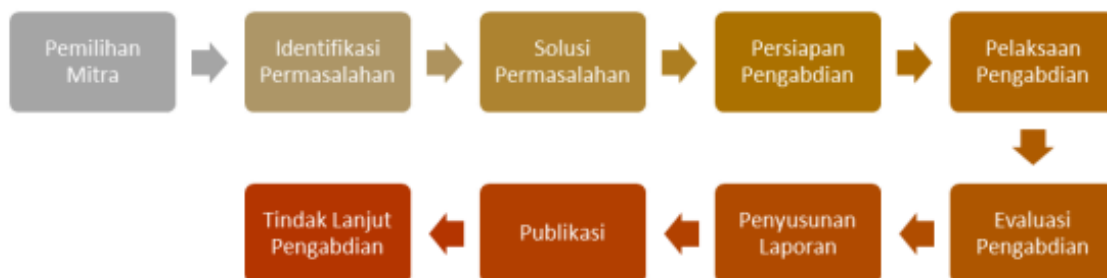 Pemilihan
Mitra
Identifikasi
Permasalahan
Solusi
Permasalahan
Persiapan
Pengabdian
Pelaksaan
Pengabdian
Evaluasi
Pengabdian
Penyusunan
Laporan
Publikasi
Tindak Lanjut
Pengabdian